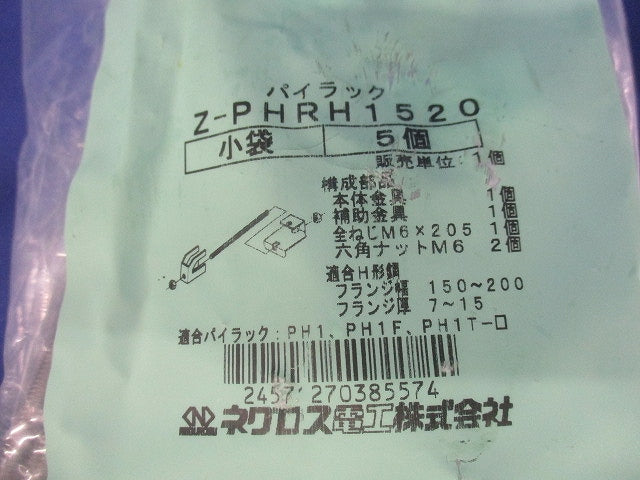 パイラック
Z-PHRH1520
小袋 5個
販売単位:1個
構成部品
本体金具 1個
補助金具 1個
全ねじM6×205 1個
六角ナットM6 2個
適合H形鋼
フランジ幅 150~200
フランジ厚 7~15
適合パイラック:PH1、PH1F、PH1T-□
2457 270385574
ネグロス電工株式会社